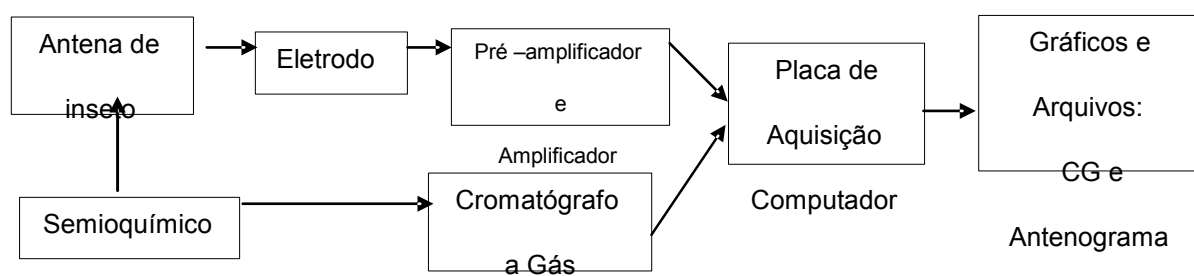 Antena de
inseto
Eletrodo
Pré –amplificador
e
Amplificador
Placa de
Aquisição
Computador
Gráficos e
Arquivos:
CG e
Antenograma
Semioquímico
Cromatógrafo
a Gás